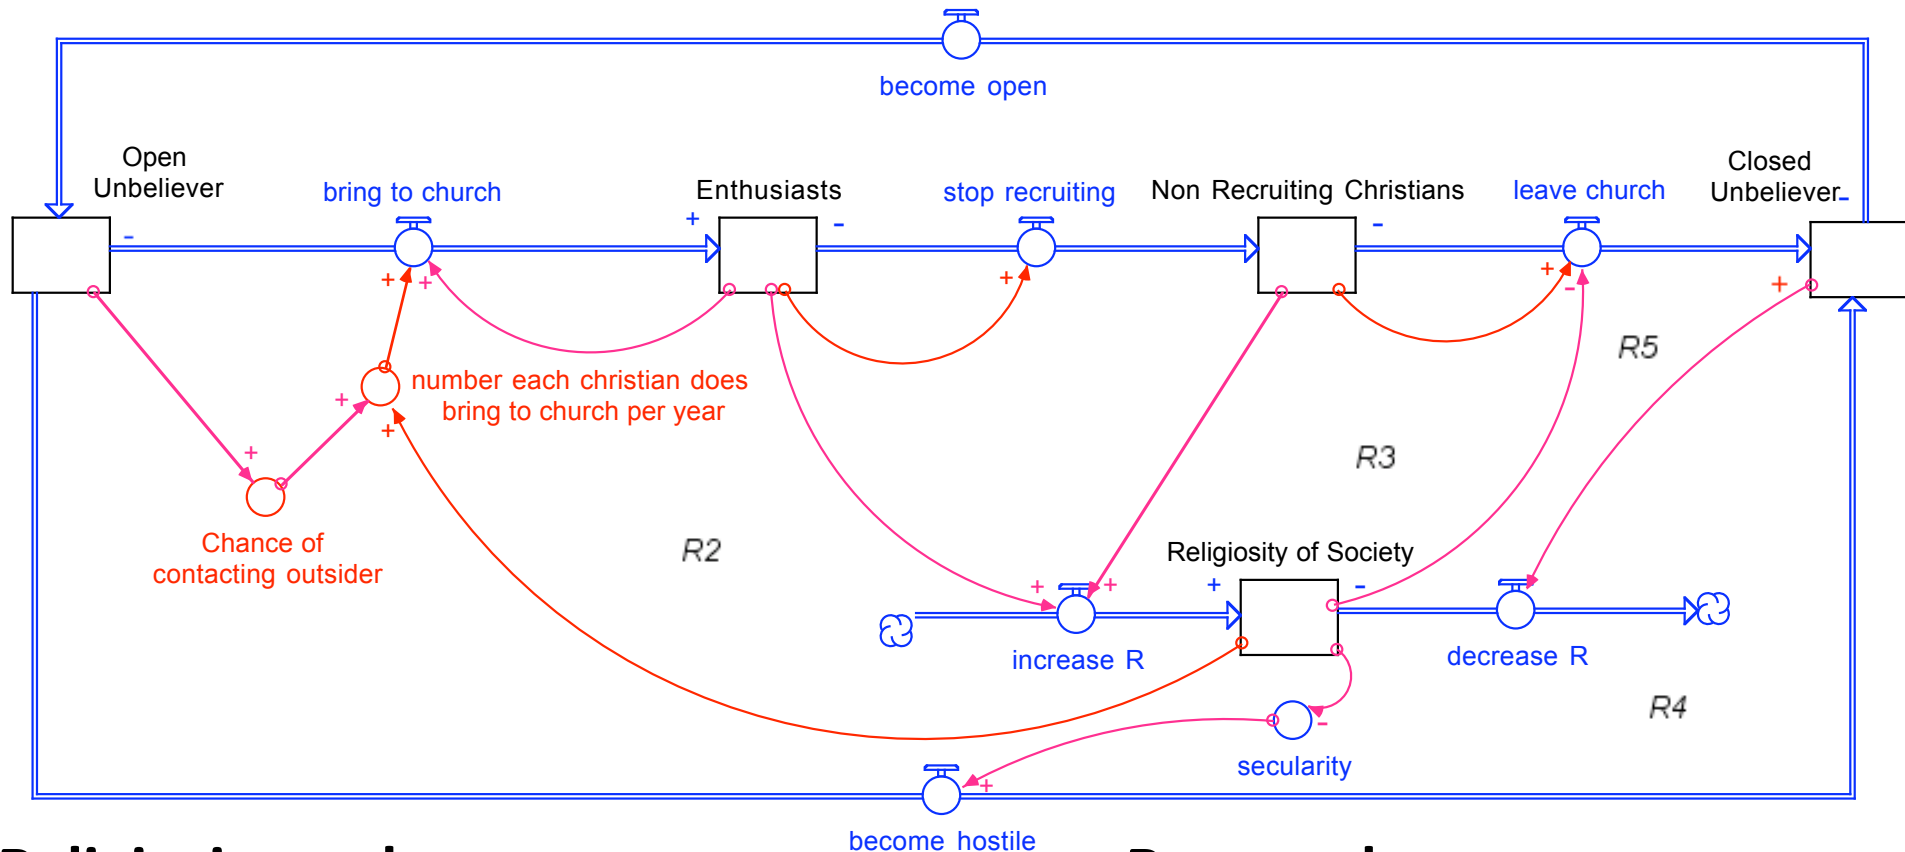 become open
Open
Unbeliever
bring to church
Enthusiasts
stop recruiting
Non Recruiting Christians
leave church
Closed
Unbeliever
-
-
+
-
-
+
+
+
+
-
+
R5
number each christian does
bring to church per year
+
+
+
R3
Chance of
contacting outsider
R2
Religiosity of Society
+
+
+
-
increase R
decrease R
R4
-
secularity
+
become hostile